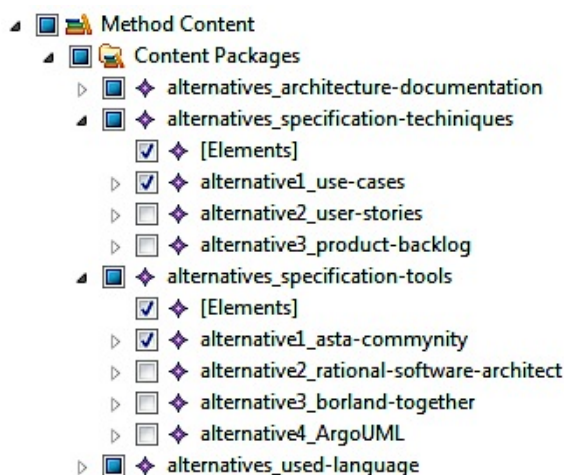 Method Content
Content Packages
alternatives_architecture-documentation
alternatives_specification-techiniques
[Elements]
alternative1_use-cases
alternative2_user-stories
alternative3_product-backlog
alternatives_specification-tools
[Elements]
alternative1_asta-commynity
alternative2_rational-software-architect
alternative3_borland-together
alternative4_ArgoUML
alternatives_used-language